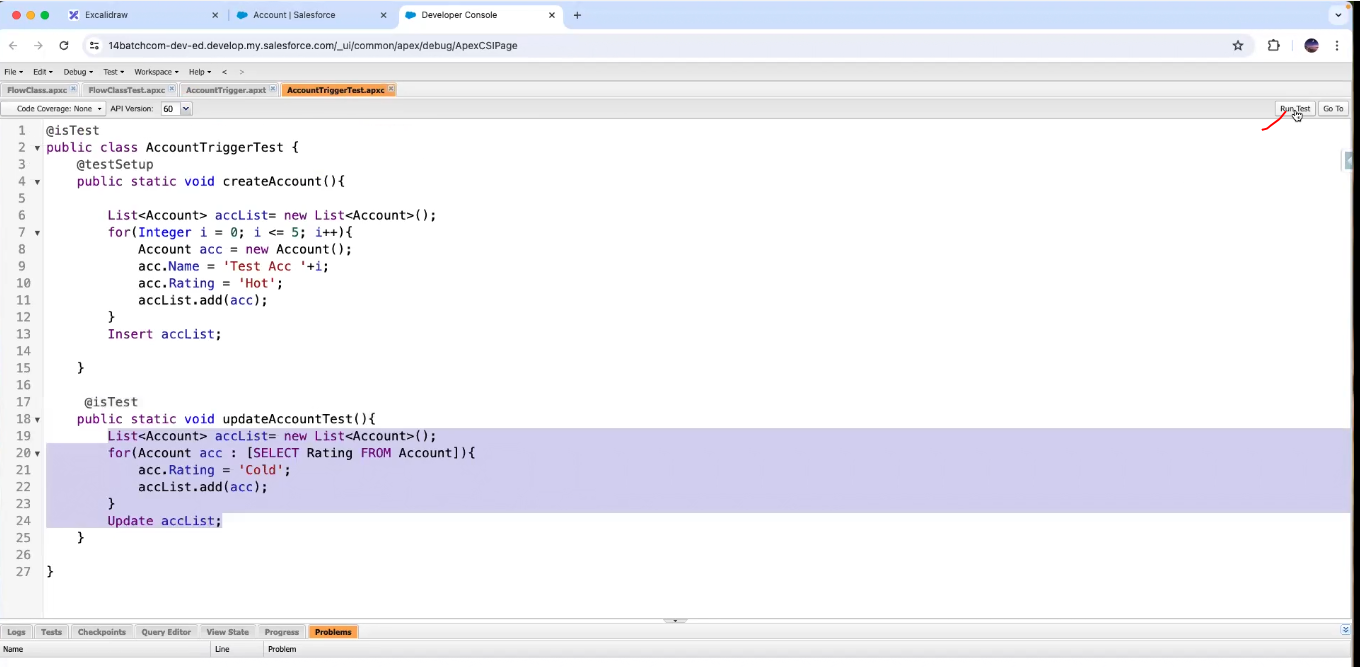 Excalidraw
Account | Salesforce
Developer Console
14batchcom-dev-ed.develop.my.salesforce.com/_ui/common/apex/debug/ApexCSIPage
File Edit Debug Test Workspace Help < >
FlowClass.apxc FlowClassTest.apxc AccountTrigger.apxt AccountTriggerTest.apxc
Code Coverage: None API Version: 60 Run Test Go To
1 @isTest
2 public class AccountTriggerTest {
3 @testSetup
4 public static void createAccount(){
5
6 List<Account> accList= new List<Account>();
7 for(Integer i = 0; i <= 5; i++){
8 Account acc = new Account();
9 acc.Name = 'Test Acc '+i;
10 acc.Rating = 'Hot';
11 accList.add(acc);
12 }
13 Insert accList;
14
15 }
16
17 @isTest
18 public static void updateAccountTest(){
19 List<Account> accList= new List<Account>();
20 for(Account acc : [SELECT Rating FROM Account]){
21 acc.Rating = 'Cold';
22 accList.add(acc);
23 }
24 Update accList;
25 }
26
27 }
Logs Tests Checkpoints Query Editor View State Progress Problems
Name Line Problem